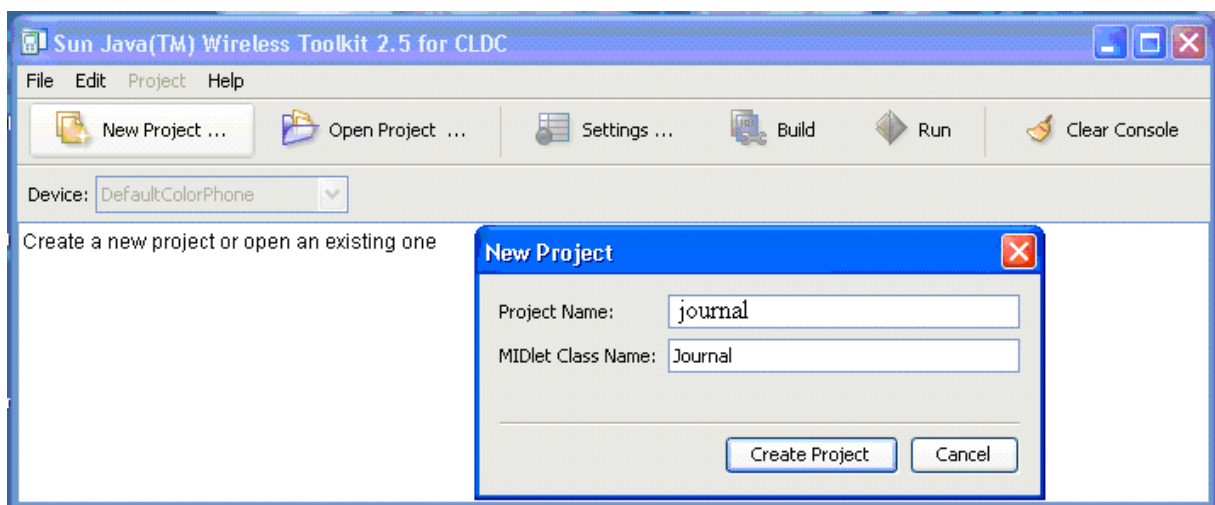 Sun Java(TM) Wireless Toolkit 2.5 for CLDC
File Edit Project Help
New Project ... Open Project ... Settings ... Build Run Clear Console
Device: DefaultColorPhone
Create a new project or open an existing one
New Project
Project Name: journal
MIDlet Class Name: Journal
Create Project Cancel